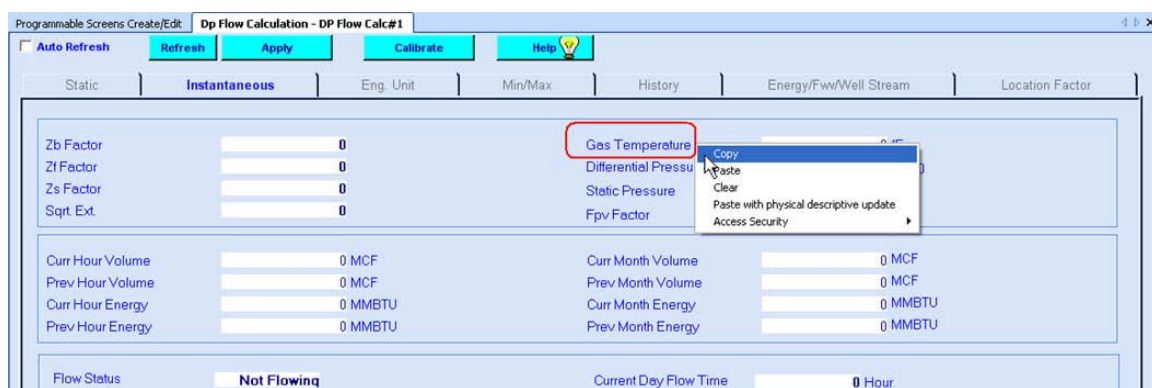 Programmable Screens Create/Edit Dp Flow Calculation - DP Flow Calc#1
Auto Refresh Refresh Apply Calibrate Help
Static Instantaneous Eng. Unit Min/Max History Energy/Fwv/Well Stream Location Factor
Zb Factor 0 Gas Temperature
Copy
Zf Factor 0 Differential Pressu
Paste
Zs Factor 0 Static Pressure
Clear
Sqrt. Ext. 0 Fpv Factor
Paste with physical descriptive update
Access Security
Curr Hour Volume 0 MCF Curr Month Volume 0 MCF
Prev Hour Volume 0 MCF Prev Month Volume 0 MCF
Curr Hour Energy 0 MMBTU Curr Month Energy 0 MMBTU
Prev Hour Energy 0 MMBTU Prev Month Energy 0 MMBTU
Flow Status Not Flowing Current Day Flow Time 0 Hour